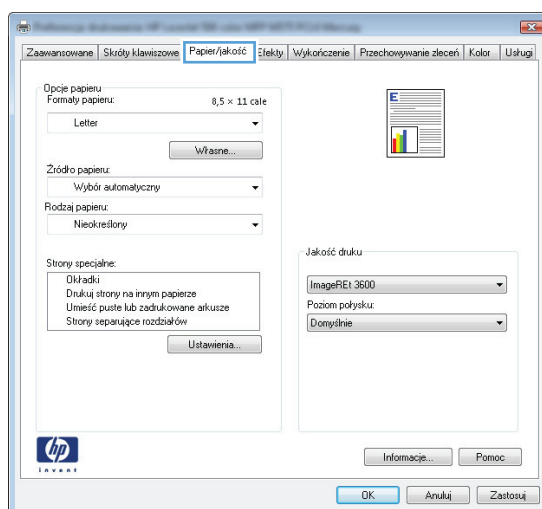 Zaawansowane Skróty klawiszowe Papier/jakość Efekty Wykończenie Przechowywanie zleceń Kolor Usługi
Opcje papieru
Formaty papieru: 8,5 × 11 cale
Letter
Własne...
Źródło papieru:
Wybór automatyczny
Rodzaj papieru:
Nieokreślony
Strony specjalne:
Okładki
Drukuj strony na innym papierze
Umieść puste lub zadrukowane arkusze
Strony separujące rozdziałów
Ustawienia...
E
Jakość druku
ImageREt 3600
Poziom połysku:
Domyślnie
hp
invent
Informacje... Pomoc
OK Anuluj Zastosuj